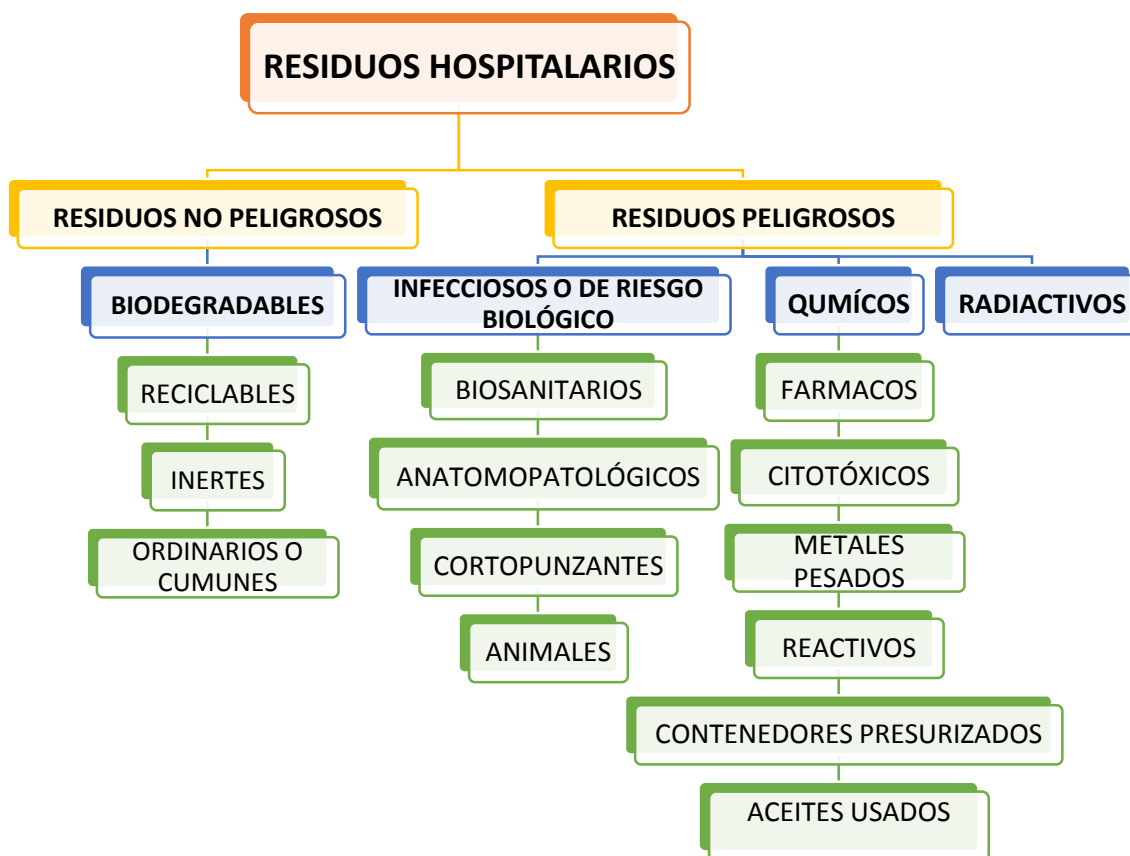 RESIDUOS HOSPITALARIOS
RESIDUOS NO PELIGROSOS
RESIDUOS PELIGROSOS
BIODEGRADABLES
INFECCIOSOS O DE RIESGO
BIOLÓGICO
QUMÍCOS
RADIACTIVOS
RECICLABLES
BIOSANITARIOS
FARMACOS
INERTES
ANATOMOPATOLÓGICOS
CITOTÓXICOS
ORDINARIOS O
CUMUNES
CORTOPUNZANTES
METALES
PESADOS
ANIMALES
REACTIVOS
CONTENEDORES PRESURIZADOS
ACEITES USADOS